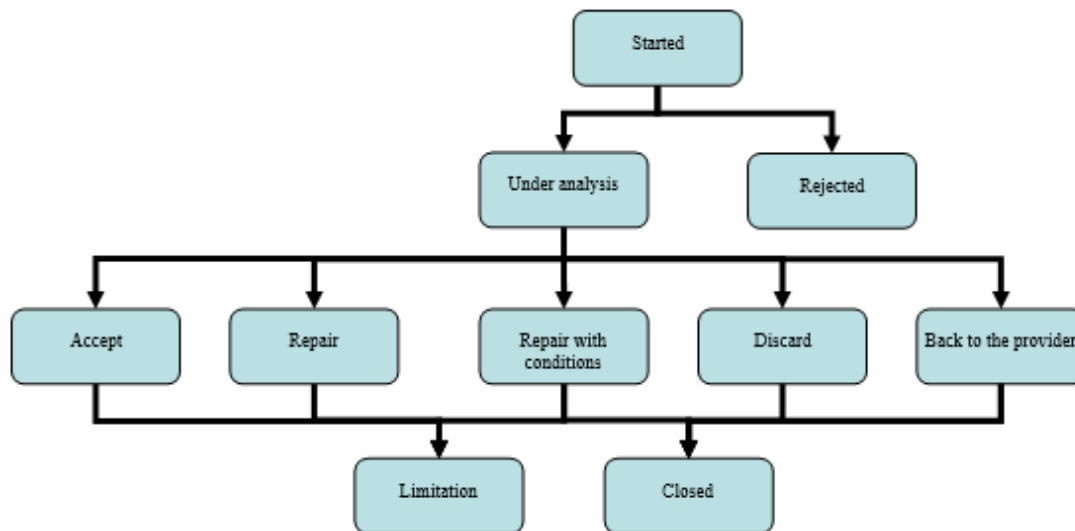 Started
Under analysis
Rejected
Accept
Repair
Repair with
conditions
Discard
Back to the provider
Limitation
Closed